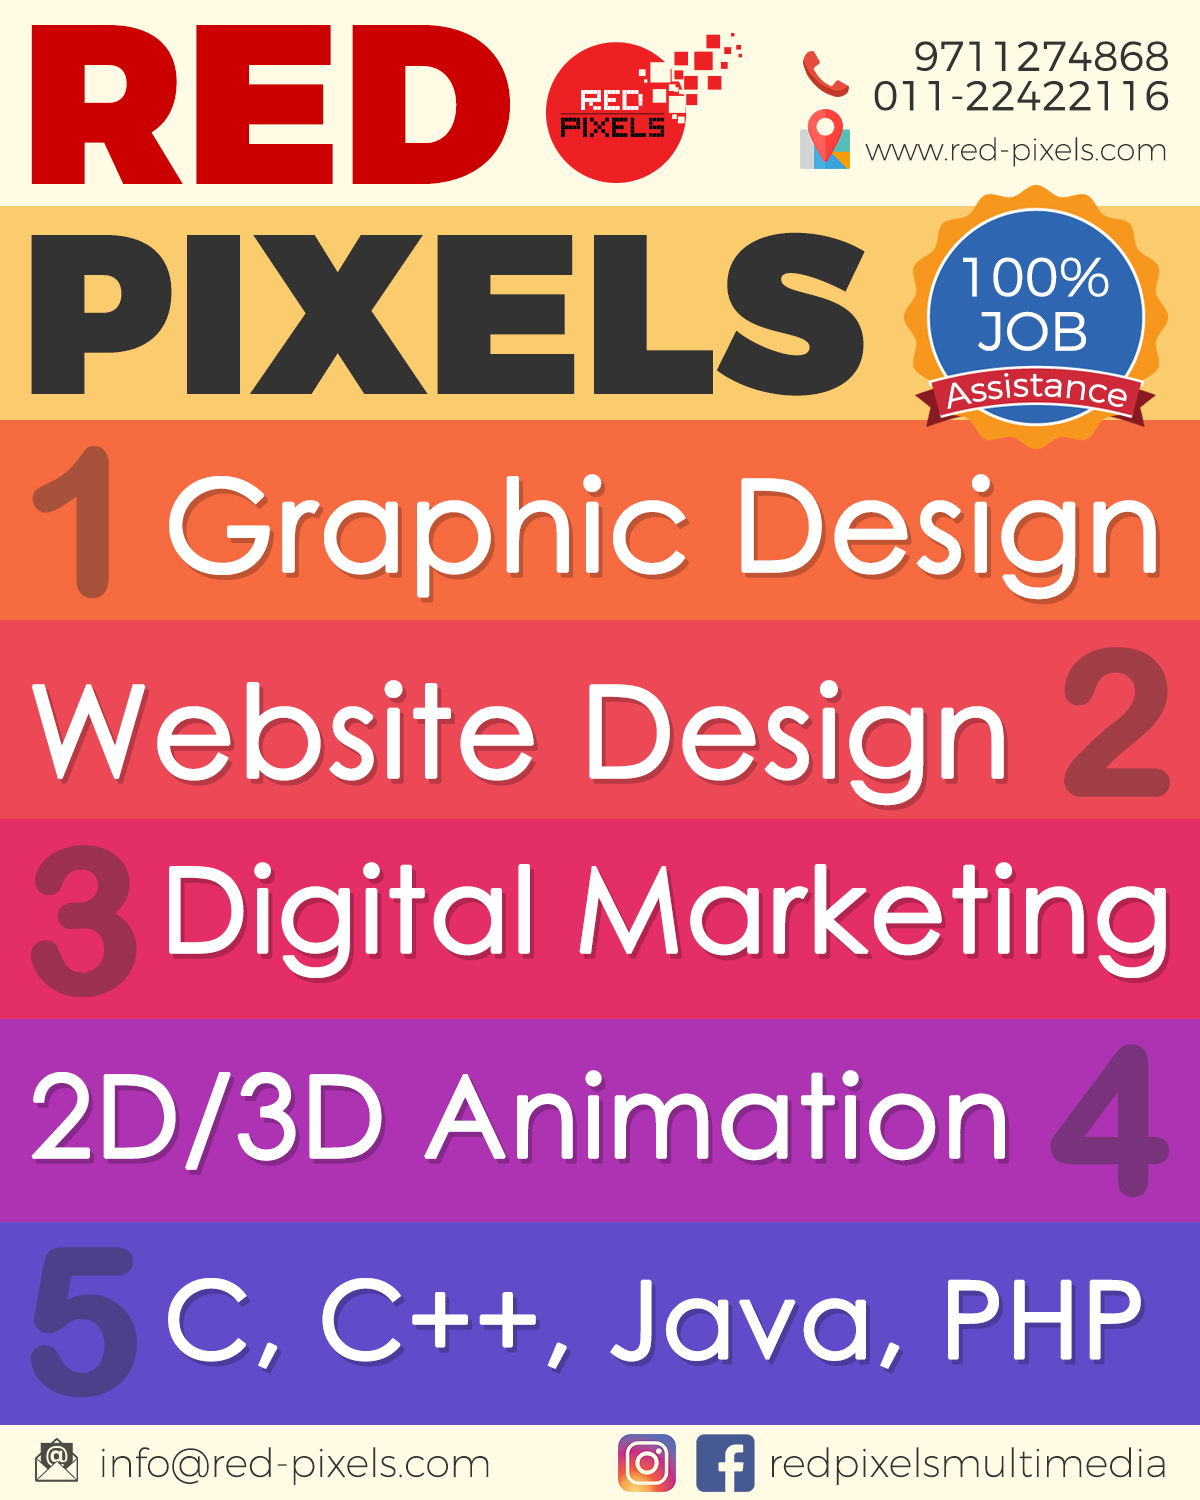 RED
RED
PIXELS
9711274868
011-22422116
www.red-pixels.com
PIXELS
100%
JOB
Assistance
1 Graphic Design
Website Design 2
3 Digital Marketing
2D/3D Animation 4
5 C, C++, Java, PHP
@ info@red-pixels.com
redpixelsmultimedia